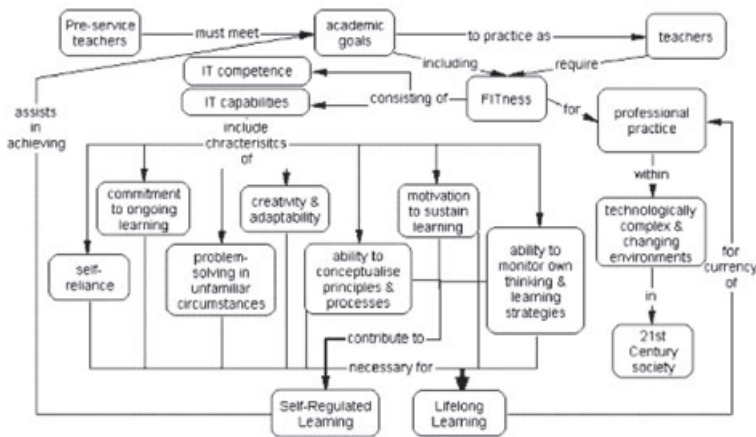 Pre-service
teachers
must meet
academic
goals
to practice as
teachers
including
require
IT competence
IT capabilities
consisting of
FITness
for
professional
practice
assists
in
achieving
include
chraterisitcs
of
within
commitment
to ongoing
learning
creativity &
adaptability
motivation
to sustain
learning
technologically
complex &
changing
environments
self-
reliance
problem-
solving in
unfamiliar
circumstances
ability to
conceptualise
principles &
processes
ability to
monitor own
thinking &
learning
strategies
for
currency
of
in
contribute to
21st
Century
society
necessary for
Self-Regulated
Learning
Lifelong
Learning